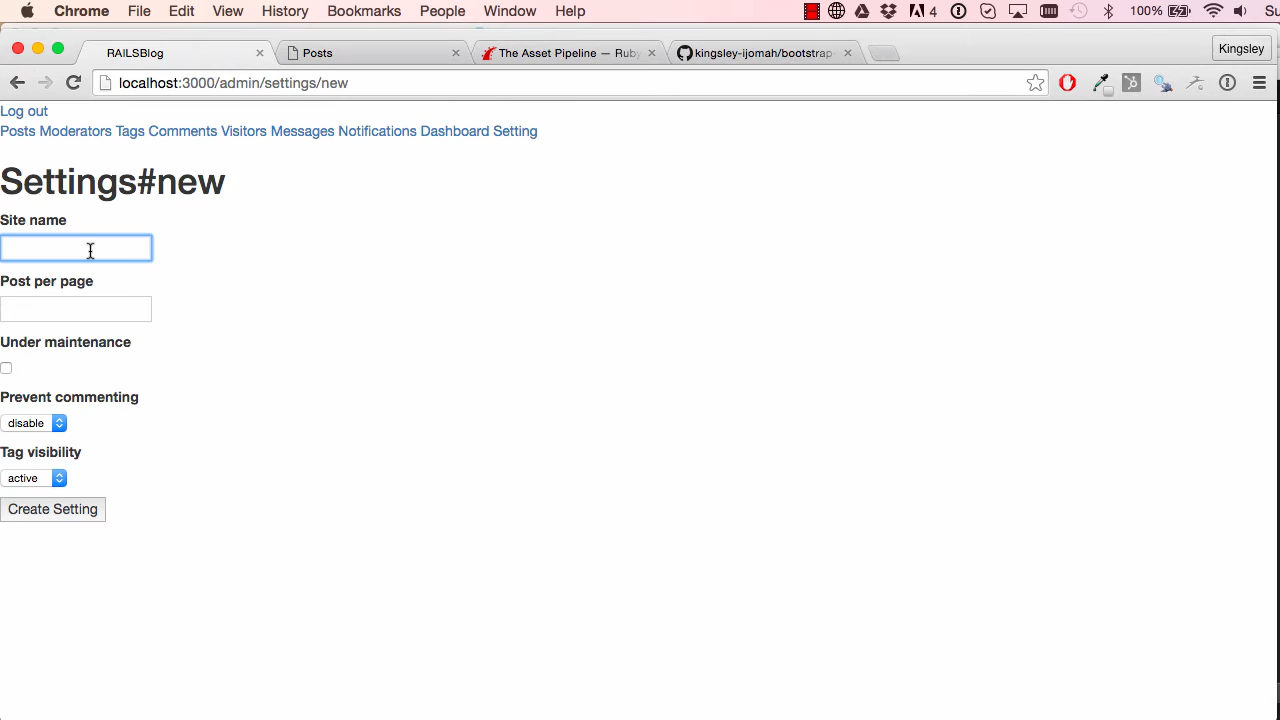 Chrome File Edit View History Bookmarks People Window Help 4 100%
RAILSBlog Posts The Asset Pipeline — Ruby kingsley-ijomah/bootstrap Kingsley
localhost:3000/admin/settings/new
Log out
Posts Moderators Tags Comments Visitors Messages Notifications Dashboard Setting
Settings#new
Site name
Post per page
Under maintenance
Prevent commenting
disable
Tag visibility
active
Create Setting